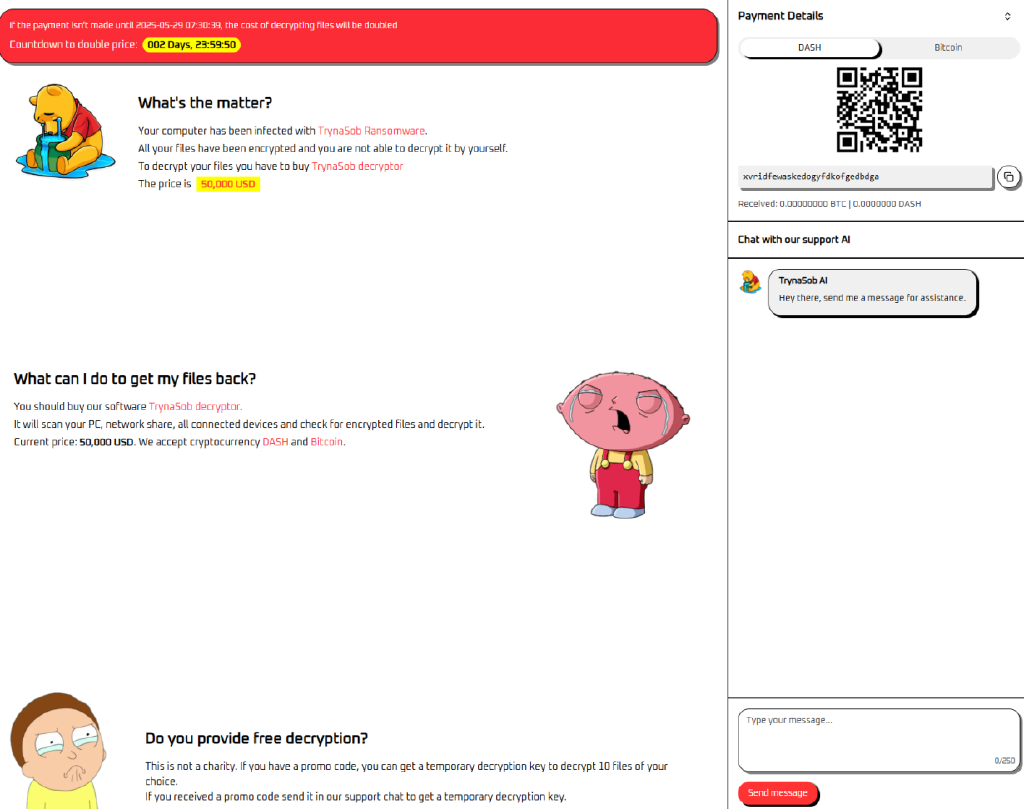 If the payment isn't made until 2025-05-29 07:30:39, the cost of decrypting files will be doubled
Countdown to double price: 002 Days, 23:59:50
What's the matter?
Your computer has been infected with TrynaSob Ransomware.
All your files have been encrypted and you are not able to decrypt it by yourself.
To decrypt your files you have to buy TrynaSob decryptor
The price is 50,000 USD
What can I do to get my files back?
You should buy our software TrynaSob decryptor.
It will scan your PC, network share, all connected devices and check for encrypted files and decrypt it.
Current price: 50,000 USD. We accept cryptocurrency DASH and Bitcoin.
Do you provide free decryption?
This is not a charity. If you have a promo code, you can get a temporary decryption key to decrypt 10 files of your
choice.
If you received a promo code send it in our support chat to get a temporary decryption key.
Payment Details
DASH
Bitcoin
xvridfewaskedogyfdkofgedbdga
Received: 0.00000000 BTC | 0.0000000 DASH
Chat with our support AI
TrynaSob AI
Hey there, send me a message for assistance.
Type your message...
0/250
Send message